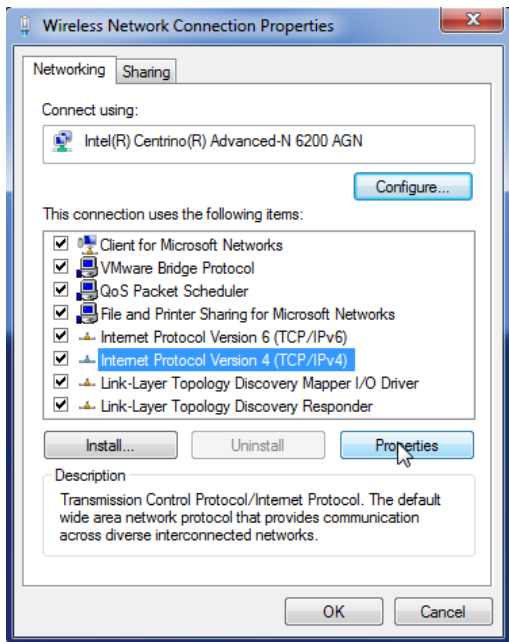 Wireless Network Connection Properties
Networking
Sharing
Connect using:
Intel(R) Centrino(R) Advanced-N 6200 AGN
Configure...
This connection uses the following items:
Client for Microsoft Networks
VMware Bridge Protocol
QoS Packet Scheduler
File and Printer Sharing for Microsoft Networks
Internet Protocol Version 6 (TCP/IPv6)
Internet Protocol Version 4 (TCP/IPv4)
Link-Layer Topology Discovery Mapper I/O Driver
Link-Layer Topology Discovery Responder
Install...
Uninstall
Properties
Description
Transmission Control Protocol/Internet Protocol. The default
wide area network protocol that provides communication
across diverse interconnected networks.
OK
Cancel